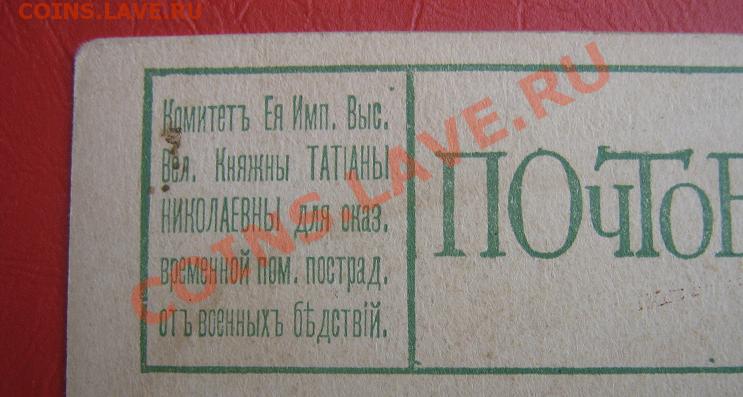 COINS.LAVE.RU
Комитетъ Ея Имп. Выс.
Вел. Княжны ТАТІАНЫ
НИКОЛАЕВНЫ для оказ.
временной пом. пострад.
отъ военныхъ бѣдствій.
ПОЧТОВ
COINS.LAVE.RU